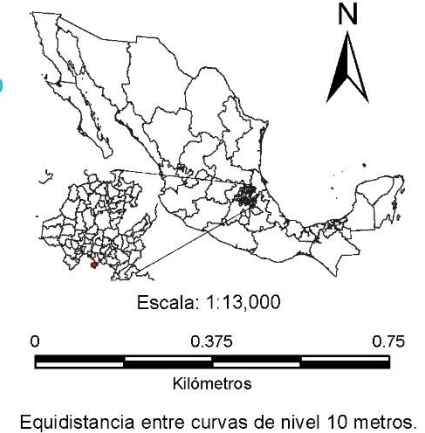 N
Escala: 1:13,000
0 0.375 0.75
Kilómetros
Equidistancia entre curvas de nivel 10 metros.